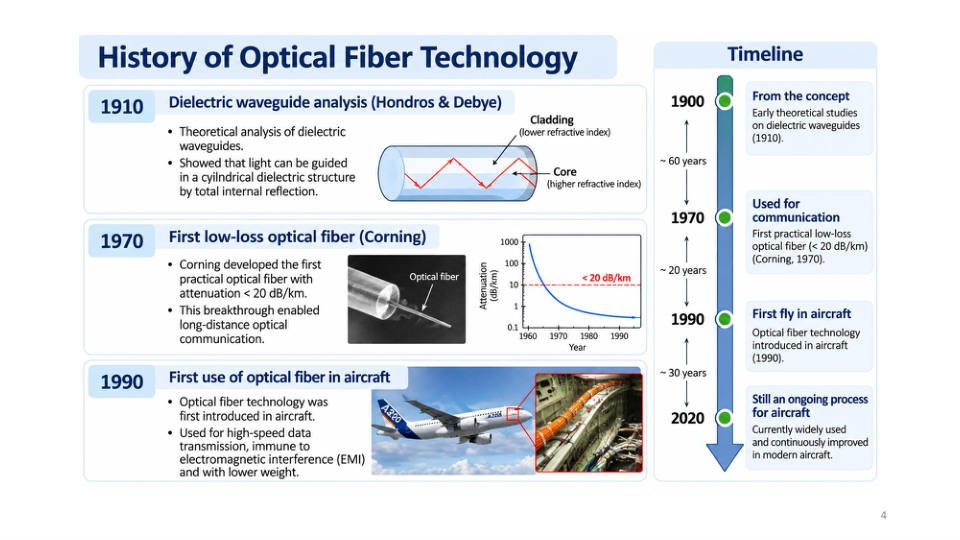 History of Optical Fiber Technology
1910
Dielectric waveguide analysis (Hondros & Debye)
• Theoretical analysis of dielectric
waveguides.
• Showed that light can be guided
in a cyilndrical dielectric structure
by total internal reflection.
Cladding
(lower refractive index)
Core
(higher refractive index)
1970
First low-loss optical fiber (Corning)
• Corning developed the first
practical optical fiber with
attenuation < 20 dB/km.
• This breakthrough enabled
long-distance optical
communication.
Optical fiber
Attenuation
(dB/km)
1000
100
10
1
0.1
< 20 dB/km
1960 1970 1980 1990
Year
1990
First use of optical fiber in aircraft
• Optical fiber technology was
first introduced in aircraft.
• Used for high-speed data
transmission, immune to
electromagnetic interference (EMI)
and with lower weight.
A320
Timeline
1900
From the concept
Early theoretical studies
on dielectric waveguides
(1910).
~ 60 years
1970
Used for
communication
First practical low-loss
optical fiber (< 20 dB/km)
(Corning, 1970).
~ 20 years
1990
First fly in aircraft
Optical fiber technology
introduced in aircraft
(1990).
~ 30 years
2020
Still an ongoing process
for aircraft
Currently widely used
and continuously improved
in modern aircraft.
4